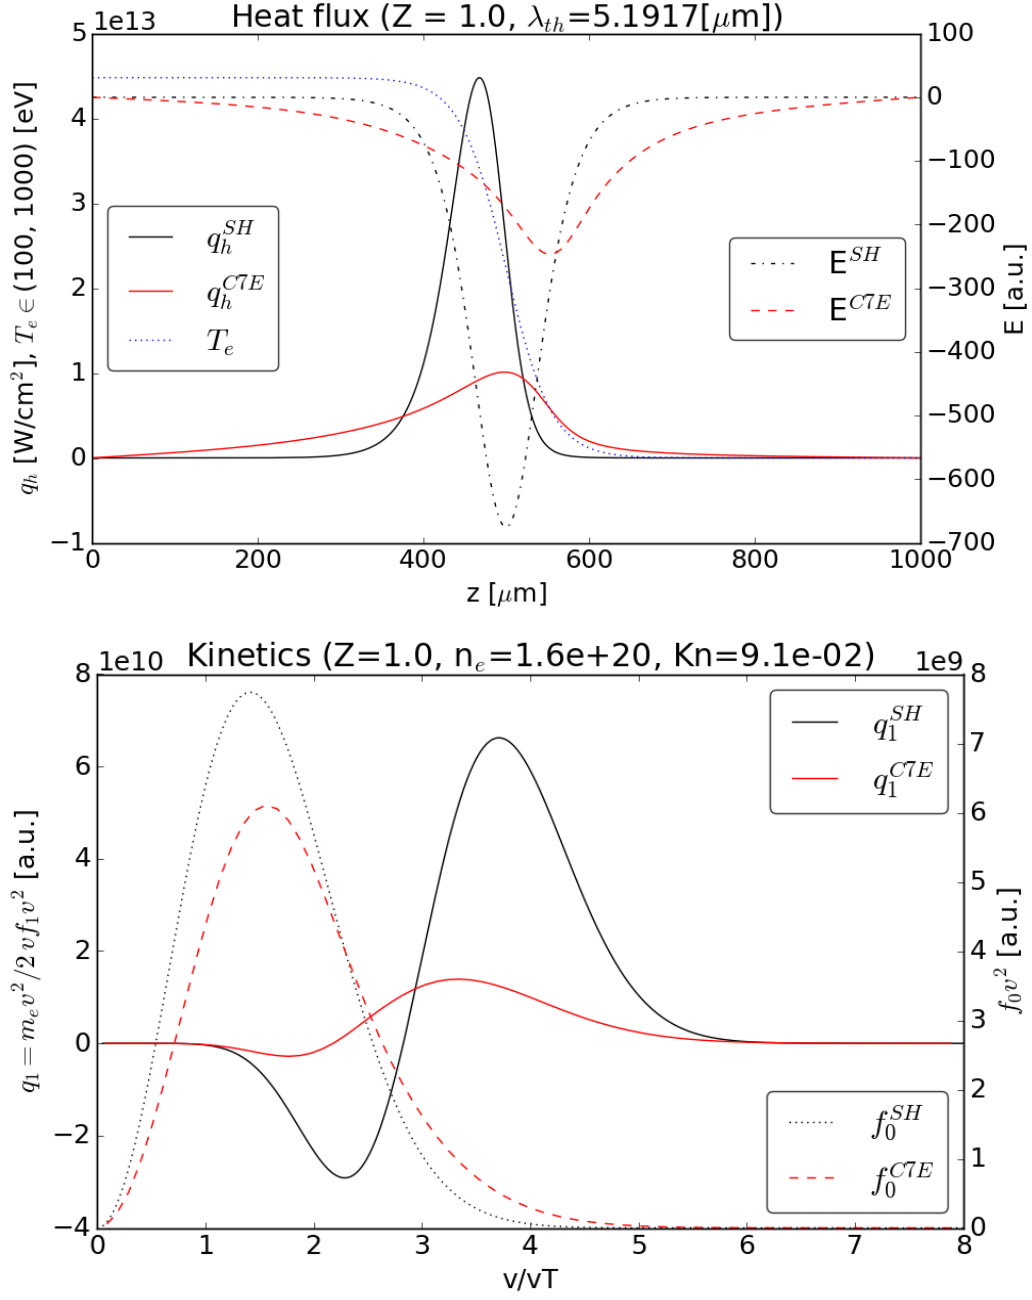 Heat flux (Z = 1.0, λ_th=5.1917[μm])
1e13
5
4
3
2
1
0
−1
q_h [W/cm²], T_e ∈ (100, 1000) [eV]
q_h^SH
q_h^C7E
T_e
E^SH
E^C7E
100
0
−100
−200
−300
−400
−500
−600
−700
E [a.u.]
0 200 400 600 800 1000
z [μm]
Kinetics (Z=1.0, n_e=1.6e+20, Kn=9.1e-02)
1e10
1e9
8
6
4
2
0
−2
−4
q_1 = m_e v²/2 v f_1 v² [a.u.]
q_1^SH
q_1^C7E
f_0^SH
f_0^C7E
8
7
6
5
4
3
2
1
0
f_0 v² [a.u.]
0 1 2 3 4 5 6 7 8
v/vT